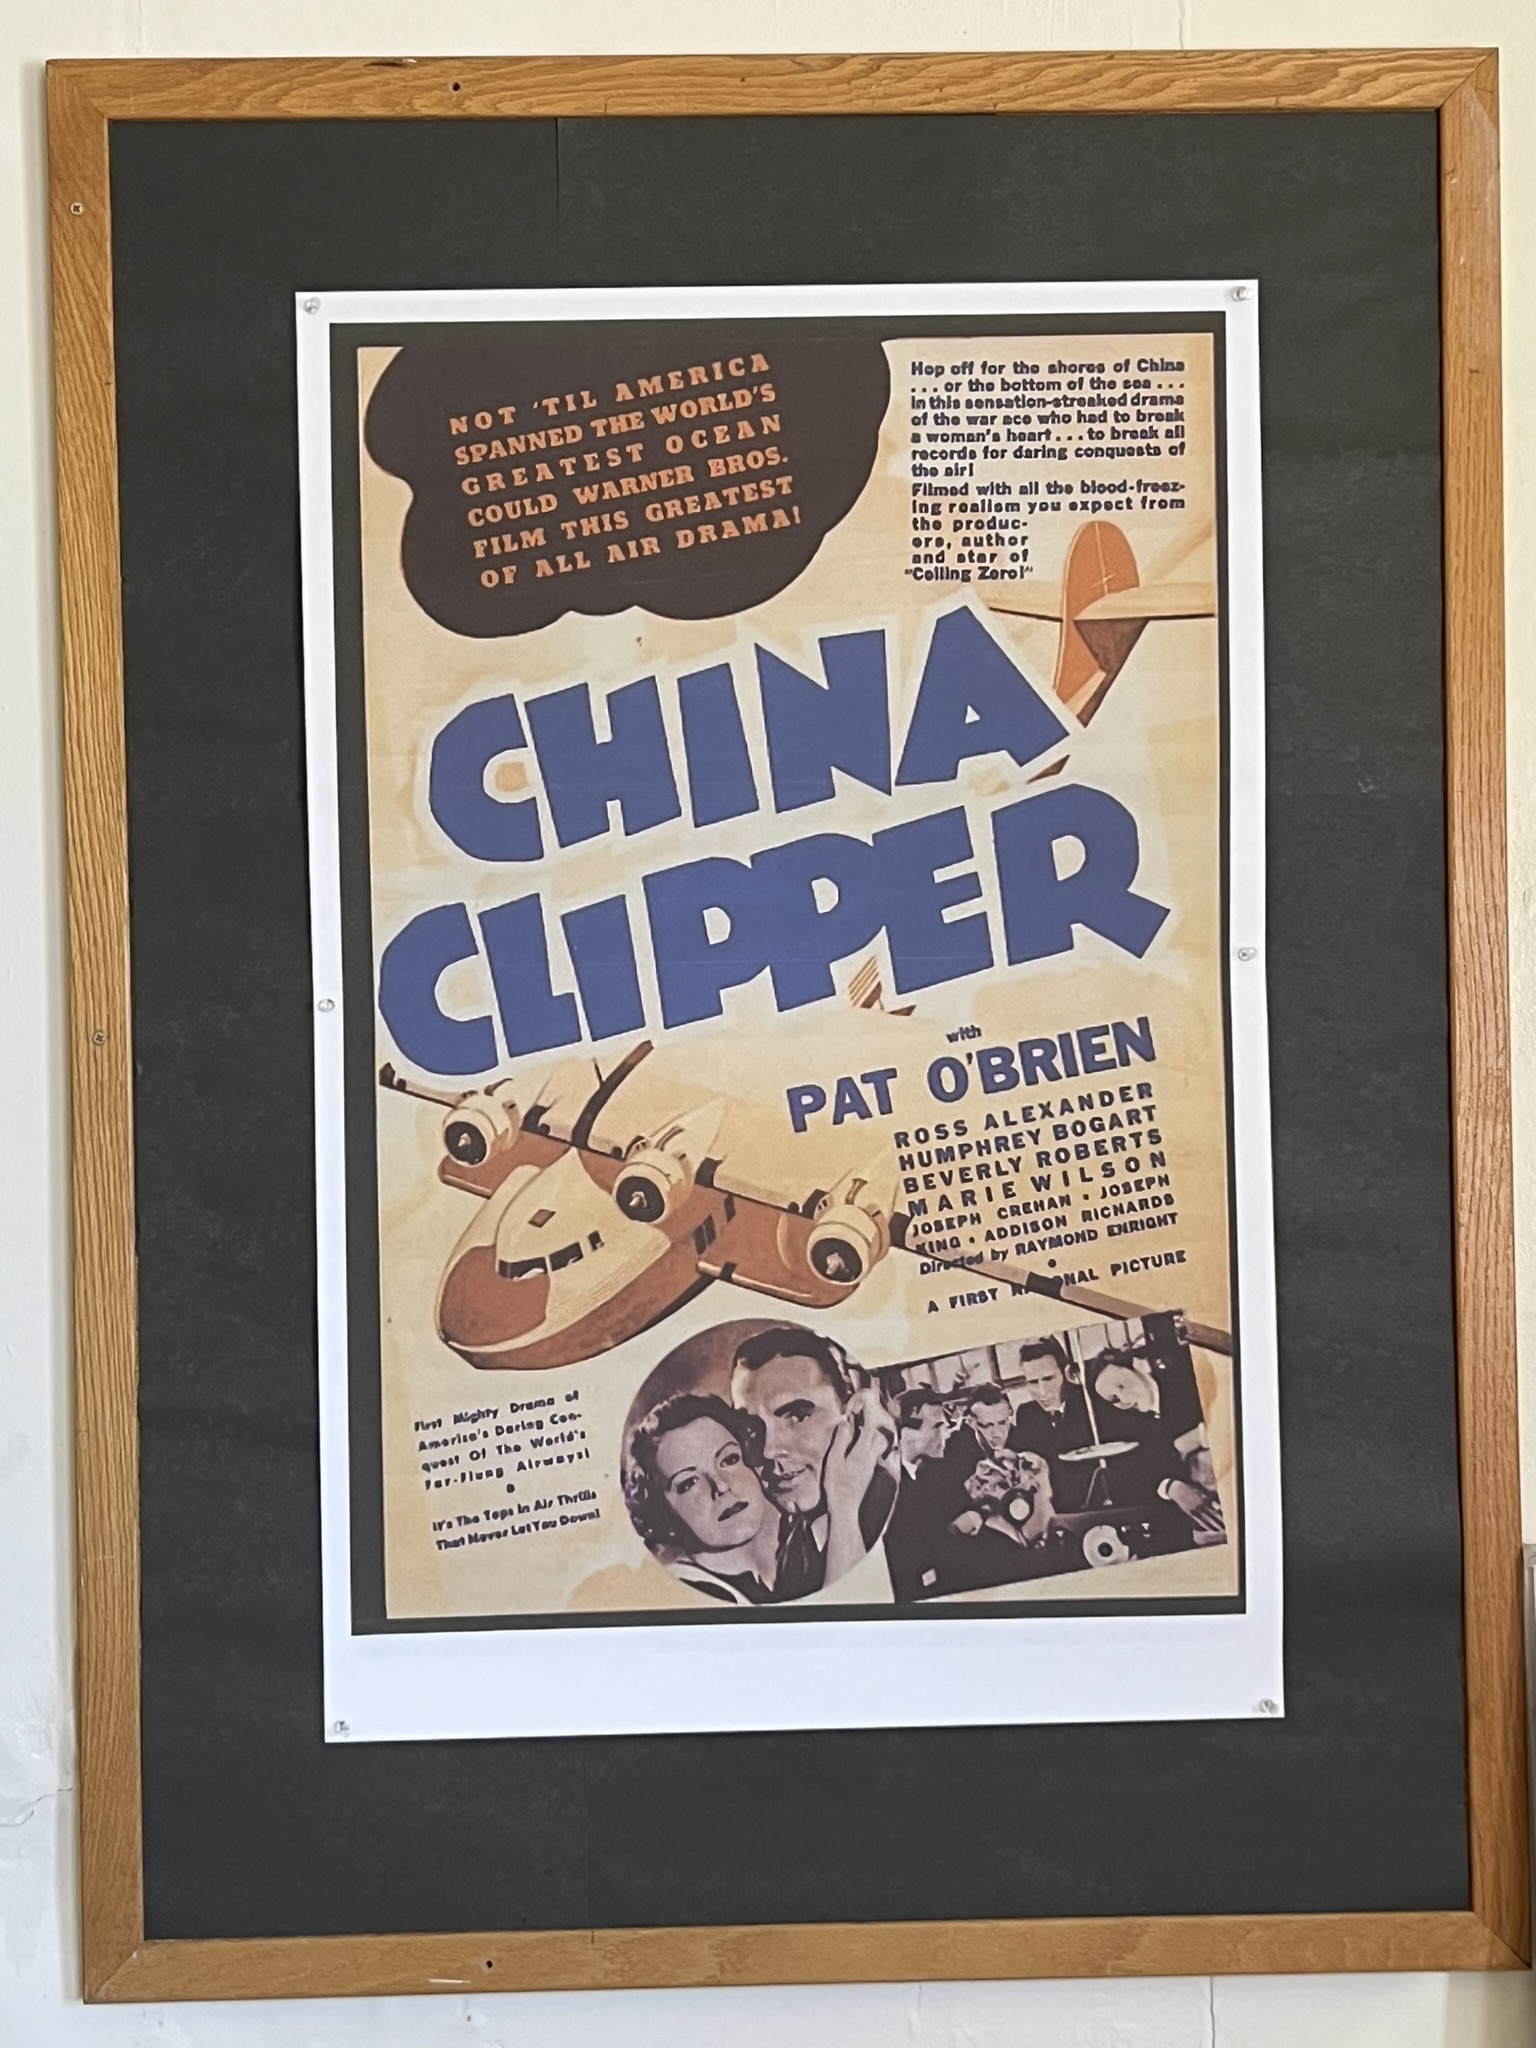 NOT 'TIL AMERICA
SPANNED THE WORLD'S
GREATEST OCEAN
COULD WARNER BROS.
FILM THIS GREATEST
OF ALL AIR DRAMA!
Hop off for the shores of China
... or the bottom of the sea ...
in this sensation-streaked drama
of the war ace who had to break
a woman's heart ... to break all
records for daring conquests of
the air!
Filmed with all the blood-freez-
ing realism you expect from
the produc-
ers, author
and star of
"Ceiling Zero!"
CHINA
CLIPPER
with
PAT O'BRIEN
ROSS ALEXANDER
HUMPHREY BOGART
BEVERLY ROBERTS
MARIE WILSON
JOSEPH CREHAN · JOSEPH
KING · ADDISON RICHARDS
Directed by RAYMOND ENRIGHT
A FIRST NATIONAL PICTURE
First Mighty Drama of
America's Daring Con-
quest Of The World's
Far-Flung Airways!
It's The Tops In Air Thrills
That Never Let You Down!